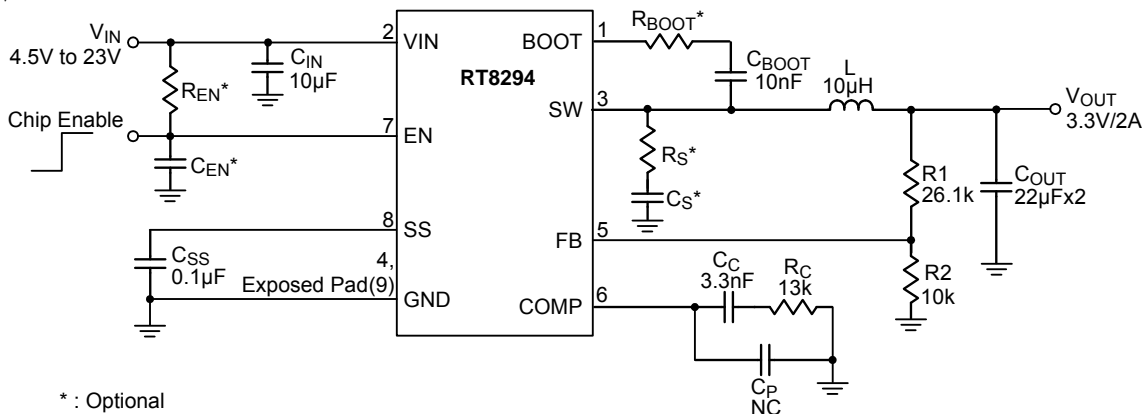 VIN
4.5V to 23V
REN*
CIN
10µF
Chip Enable
CEN*
CSS
0.1µF
2
VIN
7
EN
8
SS
4,
Exposed Pad(9)
GND
RT8294
BOOT
1
SW
3
FB
5
COMP
6
RBOOT*
CBOOT
10nF
L
10µH
RS*
CS*
VOUT
3.3V/2A
R1
26.1k
COUT
22µFx2
R2
10k
CC
3.3nF
RC
13k
CP
NC
* : Optional